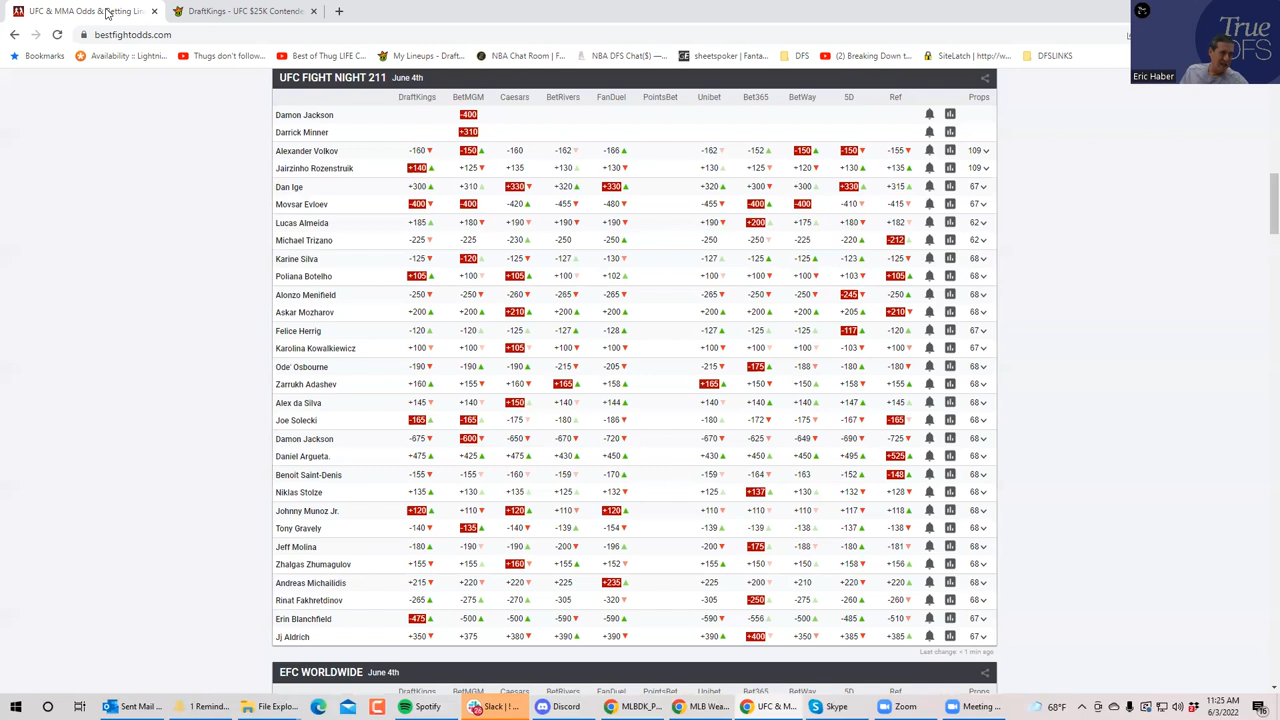 UFC & MMA Odds & Betting Lin
DraftKings - UFC $25K Contende
bestfightodds.com
Bookmarks Availability :: Lightni... Thugs don't follow... Best of Thug LIFE C... My Lineups - Draft... NBA Chat Room | F... NBA DFS Chat($) —... sheetspoker | Fanta... DFS (2) Breaking Down t... SiteLatch | http://w... DFSLINKS
True
DFS
Eric Haber
UFC FIGHT NIGHT 211 June 4th
DraftKings BetMGM Caesars BetRivers FanDuel PointsBet Unibet Bet365 BetWay 5D Ref Props
Damon Jackson -400
Darrick Minner +310
Alexander Volkov -160▼ -150▲ -160 -162▼ -166▲ -162▼ -152▲ -150▲ -150▼ -155▼ 109
Jairzinho Rozenstruik +140▲ +125▼ +135 +130▲ +130▼ +130▲ +125▼ +120▼ +130▲ +135▲ 109
Dan Ige +300▲ +310▲ +330▼ +320▲ +330▲ +320▲ +300▼ +300▲ +330▲ +315▲ 67
Movsar Evloev -400▼ -400 -420▲ -455▼ -480▼ -455▼ -400▲ -400 -410▼ -415▼ 67
Lucas Almeida +185▲ +180▼ +190▼ +190▼ +190▼ +190▼ +200▲ +175▲ +180▼ +182▼ 62
Michael Trizano -225▼ -225 -230▲ -250 -250▲ -250 -250▼ -225 -220▲ -212▲ 62
Karine Silva -125▼ -120▲ -125▼ -127▲ -130▼ -125▲ -125▲ -125▲ -123▲ -125▼ 68
Poliana Botelho +105▲ +100▼ +105▲ +100▼ +102▲ +100▼ +100▼ +100▼ +103▼ +105▲ 68
Alonzo Menifield -250▼ -250▼ -260▼ -265▼ -265▼ -265▼ -250▼ -250▼ -245▼ -250▲ 68
Askar Mozharov +200▲ +200▲ +210▲ +200▲ +200▲ +200▲ +200▲ +200▲ +205▲ +210▼ 68
Felice Herrig -120▲ -120▲ -125▲ -127▲ -128▲ -127▲ -125▲ -125▲ -117▲ -120▲ 67
Karolina Kowalkiewicz +100▼ +100▼ +105▼ +100▼ +100▼ +100▼ +100▼ +100▼ -103▼ +100▼ 67
Ode' Osbourne -190▼ -190▲ -190▲ -215▼ -205▼ -215▼ -175▲ -188▼ -180▲ -180▼ 68
Zarrukh Adashev +160▲ +155▼ +160▼ +165▲ +158▲ +165▲ +150▼ +150▲ +158▼ +155▲ 68
Alex da Silva +145▼ +140▼ +150▲ +140▼ +144▲ +140▼ +140▲ +140▲ +147▲ +145▲ 68
Joe Solecki -165▲ -165▲ -175▼ -180▲ -186▼ -180▲ -172▼ -175▼ -167▼ -165▼ 68
Damon Jackson -675▼ -600▼ -650▼ -670▼ -720▼ -670▼ -625▼ -649▼ -690▼ -725▼ 68
Daniel Argueta. +475▲ +425▲ +475▲ +430▲ +450▲ +430▲ +450▲ +450▲ +495▲ +525▲ 68
Benoit Saint-Denis -155▼ -155▼ -160▼ -159▼ -170▲ -159▼ -164▼ -163 -152▲ -148▲ 68
Niklas Stolze +135▲ +130▲ +135▲ +125▲ +132▼ +125▲ +137▲ +130▲ +132▼ +128▼ 68
Johnny Munoz Jr. +120▲ +110▼ +120▲ +110▼ +120▲ +110▼ +110▼ +110▼ +117▼ +118▲ 68
Tony Gravely -140▼ -135▲ -140▼ -139▲ -154▼ -139▲ -139▲ -138▲ -137▲ -138▼ 68
Jeff Molina -180▲ -190▼ -190▲ -200▼ -196▲ -200▼ -175▲ -188▼ -180▲ -181▼ 68
Zhalgas Zhumagulov +155▼ +155▲ +160▼ +155▲ +152▲ +155▲ +150▼ +150▲ +158▼ +156▲ 68
Andreas Michailidis +215▼ +220▼ +220▼ +225 +235▲ +225 +200▼ +210 +220▼ +220▲ 68
Rinat Fakhretdinov -265▲ -275▲ -270▲ -305 -320▼ -305 -250▲ -275▲ -260▲ -260▼ 68
Erin Blanchfield -475▲ -500▲ -500▲ -590▼ -590▲ -590▼ -556▲ -500▲ -485▲ -510▼ 67
Jj Aldrich +350▼ +375 +380▼ +390▲ +390▼ +390▲ +400▼ +350▼ +385▼ +385▲ 67
Last change: < 1 min ago
EFC WORLDWIDE June 4th
DraftKings BetMGM Caesars BetRivers FanDuel PointsBet Unibet Bet365 BetWay 5D Ref Props
Sent Mail ... 1 Remind... File Explo... Spotify Slack | ! ... 26 Discord MLBDK_P... MLB Wea... UFC & M... Skype Zoom Meeting ... 68°F 11:25 AM
6/3/2022 16